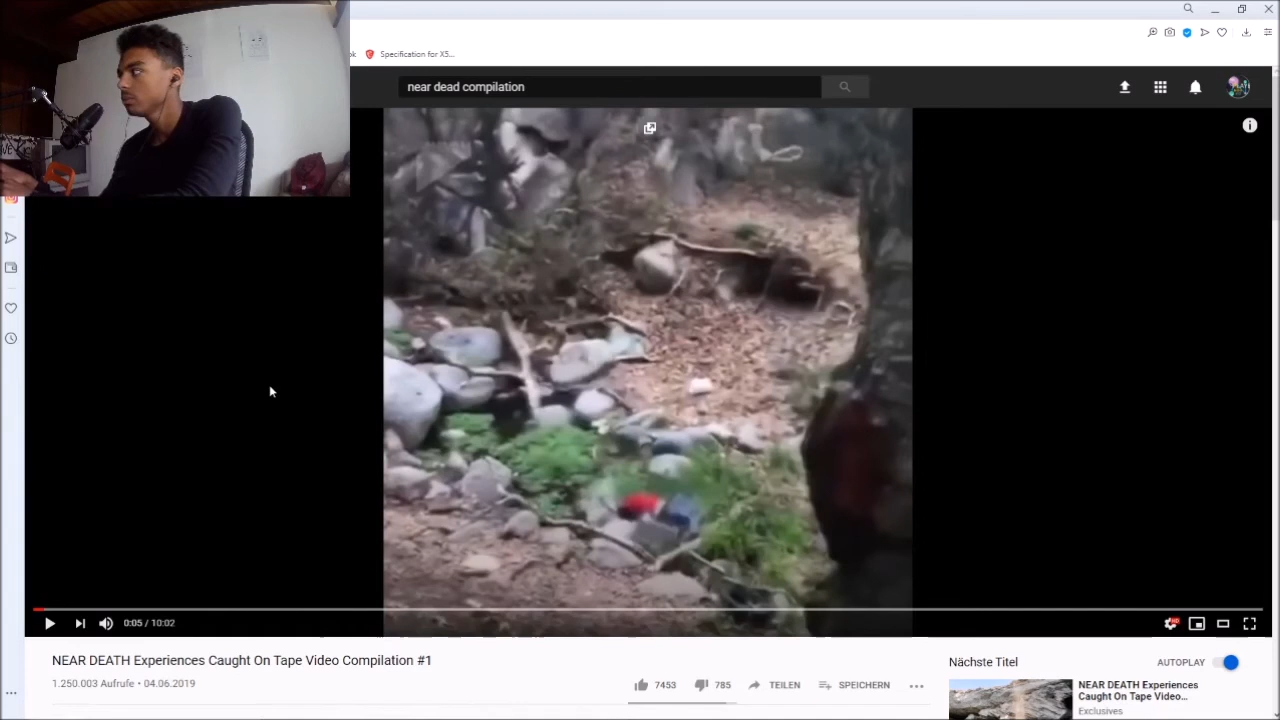 Specification for X5...
near dead compilation
0:05 / 10:02
NEAR DEATH Experiences Caught On Tape Video Compilation #1
1.250.003 Aufrufe • 04.06.2019
7453
785
TEILEN
SPEICHERN
Nächste Titel
AUTOPLAY
NEAR DEATH Experiences
Caught On Tape Video...
Exclusives